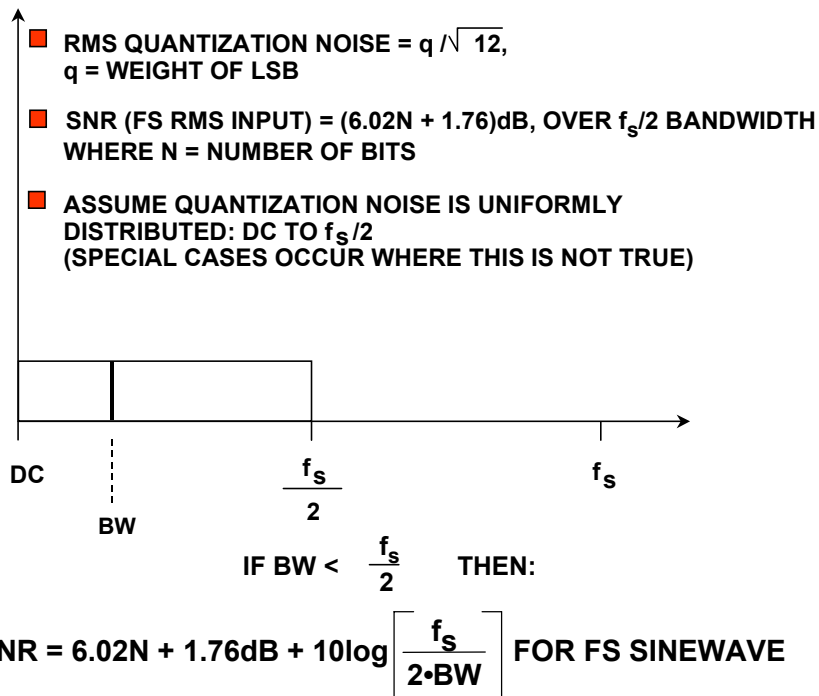 RMS QUANTIZATION NOISE = q /√ 12,
q = WEIGHT OF LSB
SNR (FS RMS INPUT) = (6.02N + 1.76)dB, OVER fs/2 BANDWIDTH
WHERE N = NUMBER OF BITS
ASSUME QUANTIZATION NOISE IS UNIFORMLY
DISTRIBUTED: DC TO fs/2
(SPECIAL CASES OCCUR WHERE THIS IS NOT TRUE)
DC
BW
fs
2
fs
IF BW < fs/2 THEN:
NR = 6.02N + 1.76dB + 10log[fs/2•BW] FOR FS SINEWAVE